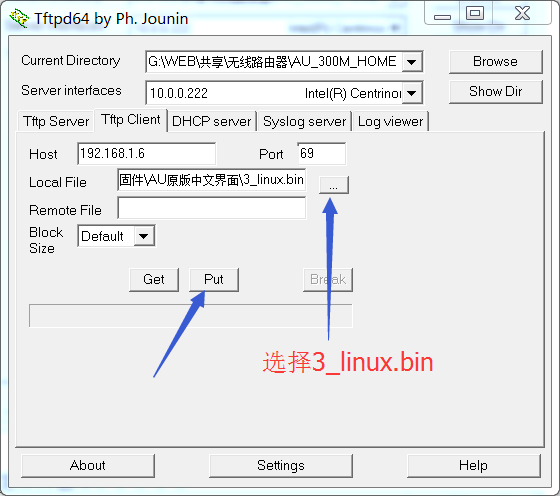 Tftpd64 by Ph. Jounin
Current Directory G:\WEB\共享\无线路由器\AU_300M_HOME Browse
Server interfaces 10.0.0.222 Intel(R) Centrino Show Dir
Tftp Server Tftp Client DHCP server Syslog server Log viewer
Host 192.168.1.6 Port 69
Local File 固件\AU原版中文界面\3_linux.bin ...
Remote File
Block Size Default
Get Put Break
选择3_linux.bin
About Settings Help